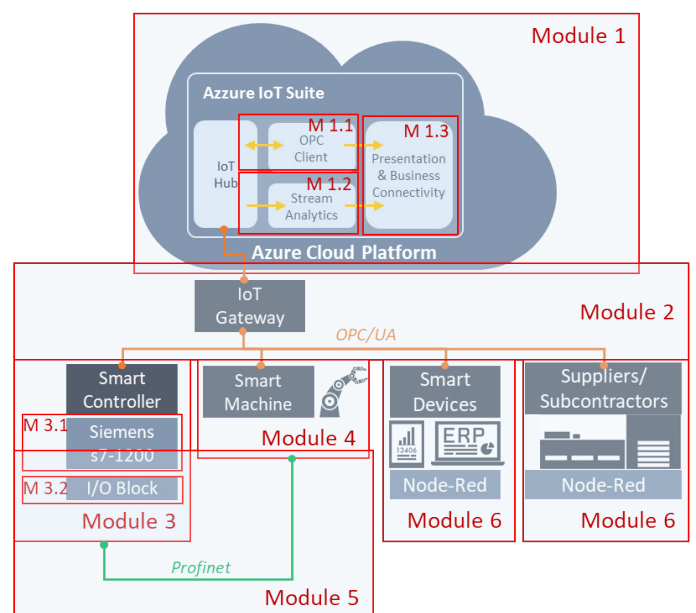 Module 1
Azzure IoT Suite
M 1.1
M 1.3
OPC
Client
IoT
Hub
Presentation
& Business
Connectivity
M 1.2
Stream
Analytics
Azure Cloud Platform
IoT
Gateway
Module 2
OPC/UA
Smart
Controller
Smart
Machine
Smart
Devices
Suppliers/
Subcontractors
M 3.1
Siemens
s7-1200
Module 4
13406
ERP
M 3.2
I/O Block
Node-Red
Node-Red
Module 3
Module 6
Module 6
Profinet
Module 5